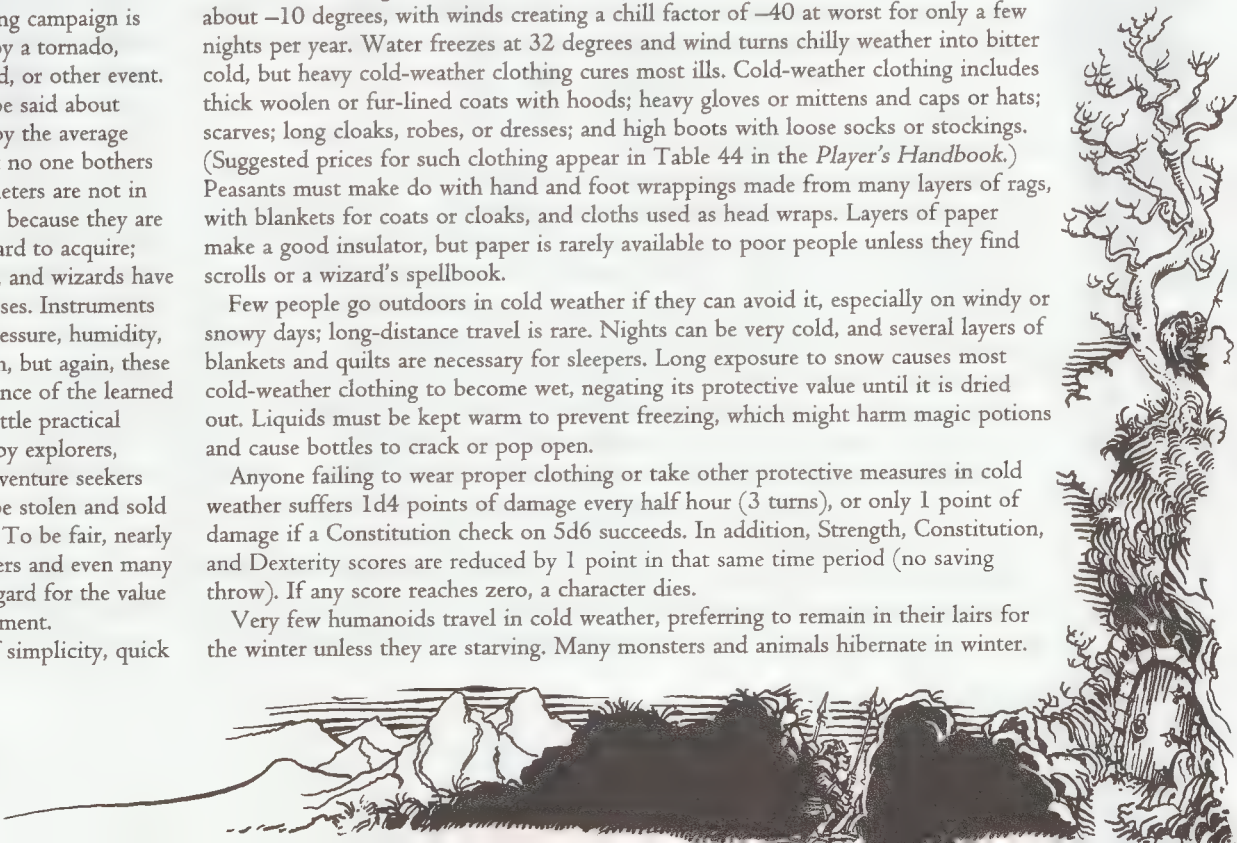 ng campaign is
by a tornado,
d, or other event.
be said about
by the average
no one bothers
eters are not in
because they are
ard to acquire;
, and wizards have
ses. Instruments
essure, humidity,
n, but again, these
nce of the learned
ttle practical
by explorers,
venture seekers
be stolen and sold
To be fair, nearly
ers and even many
gard for the value
ment.
f simplicity, quick
about –10 degrees, with winds creating a chill factor of –40 at worst for only a few
nights per year. Water freezes at 32 degrees and wind turns chilly weather into bitter
cold, but heavy cold-weather clothing cures most ills. Cold-weather clothing includes
thick woolen or fur-lined coats with hoods; heavy gloves or mittens and caps or hats;
scarves; long cloaks, robes, or dresses; and high boots with loose socks or stockings.
(Suggested prices for such clothing appear in Table 44 in the Player's Handbook.)
Peasants must make do with hand and foot wrappings made from many layers of rags,
with blankets for coats or cloaks, and cloths used as head wraps. Layers of paper
make a good insulator, but paper is rarely available to poor people unless they find
scrolls or a wizard's spellbook.
Few people go outdoors in cold weather if they can avoid it, especially on windy or
snowy days; long-distance travel is rare. Nights can be very cold, and several layers of
blankets and quilts are necessary for sleepers. Long exposure to snow causes most
cold-weather clothing to become wet, negating its protective value until it is dried
out. Liquids must be kept warm to prevent freezing, which might harm magic potions
and cause bottles to crack or pop open.
Anyone failing to wear proper clothing or take other protective measures in cold
weather suffers 1d4 points of damage every half hour (3 turns), or only 1 point of
damage if a Constitution check on 5d6 succeeds. In addition, Strength, Constitution,
and Dexterity scores are reduced by 1 point in that same time period (no saving
throw). If any score reaches zero, a character dies.
Very few humanoids travel in cold weather, preferring to remain in their lairs for
the winter unless they are starving. Many monsters and animals hibernate in winter.